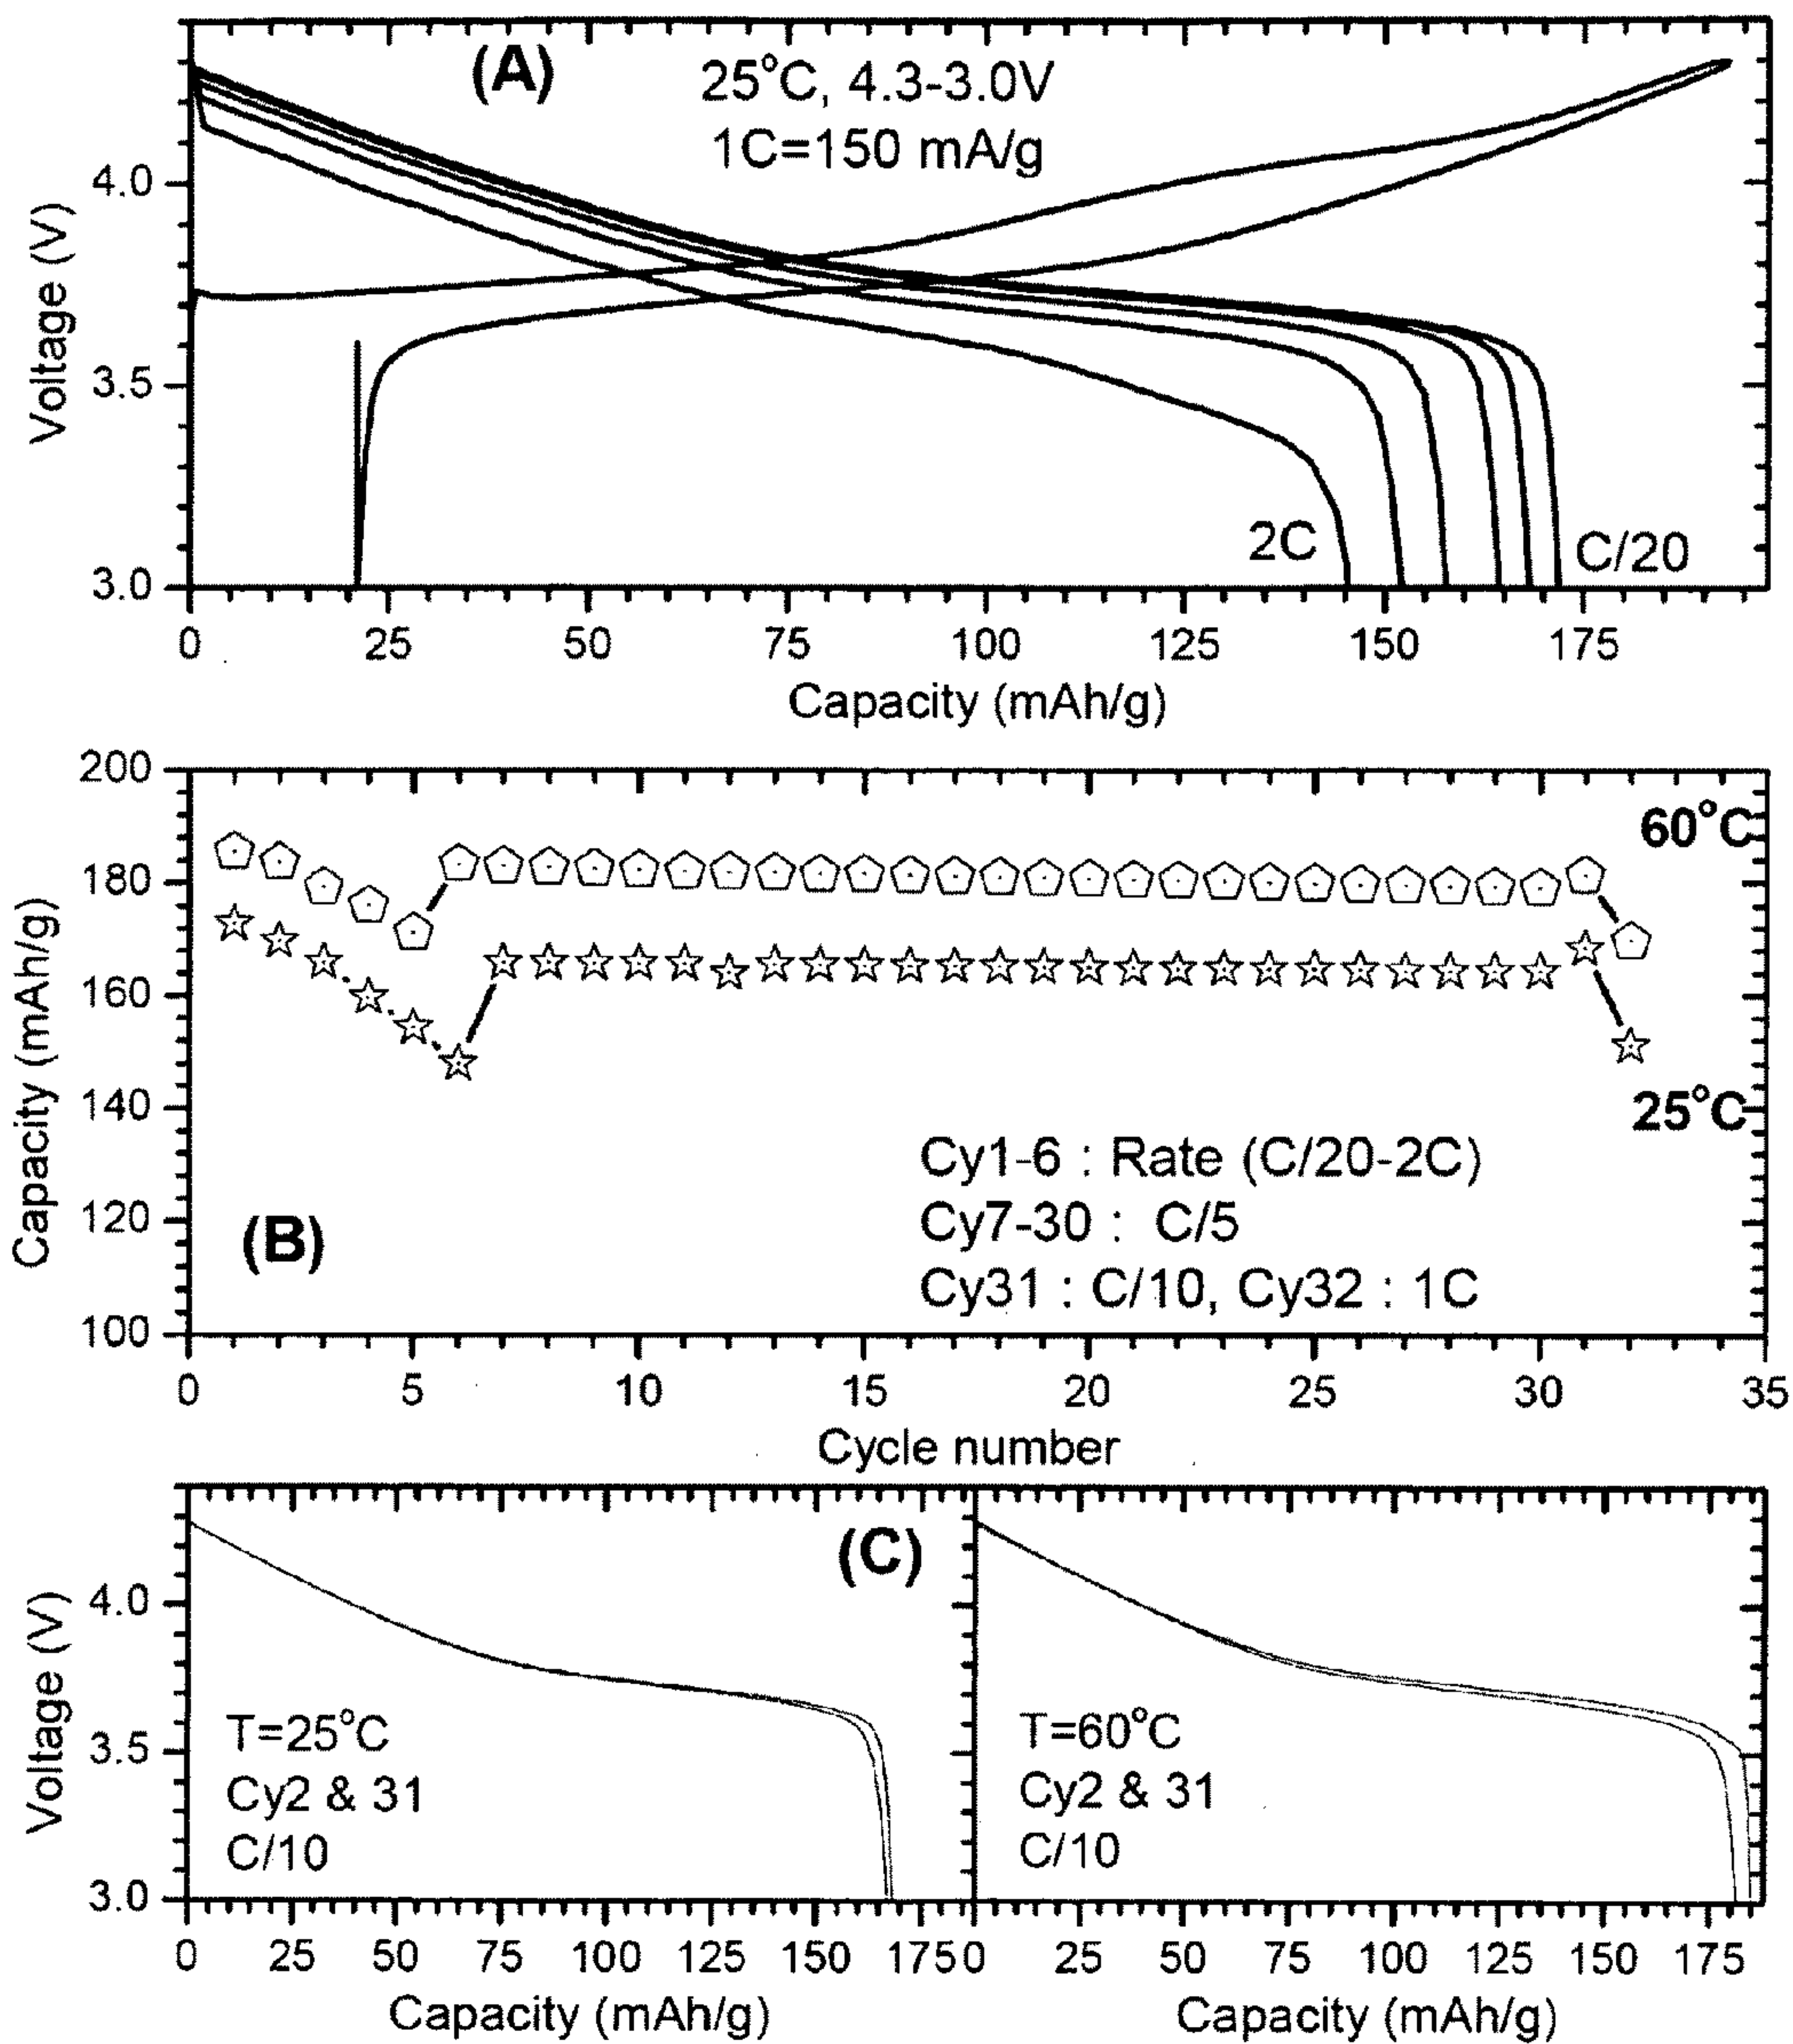 (A)
25°C, 4.3-3.0V
1C=150 mA/g
Voltage (V)
4.0
3.5
3.0
2C
C/20
0 25 50 75 100 125 150 175
Capacity (mAh/g)
200
180
160
140
120
100
Capacity (mAh/g)
60°C
25°C
(B)
Cy1-6 : Rate (C/20-2C)
Cy7-30 : C/5
Cy31 : C/10, Cy32 : 1C
0 5 10 15 20 25 30 35
Cycle number
(C)
Voltage (V)
4.0
3.5
3.0
T=25°C
Cy2 & 31
C/10
T=60°C
Cy2 & 31
C/10
0 25 50 75 100 125 150 175 0 25 50 75 100 125 150 175
Capacity (mAh/g)
Capacity (mAh/g)